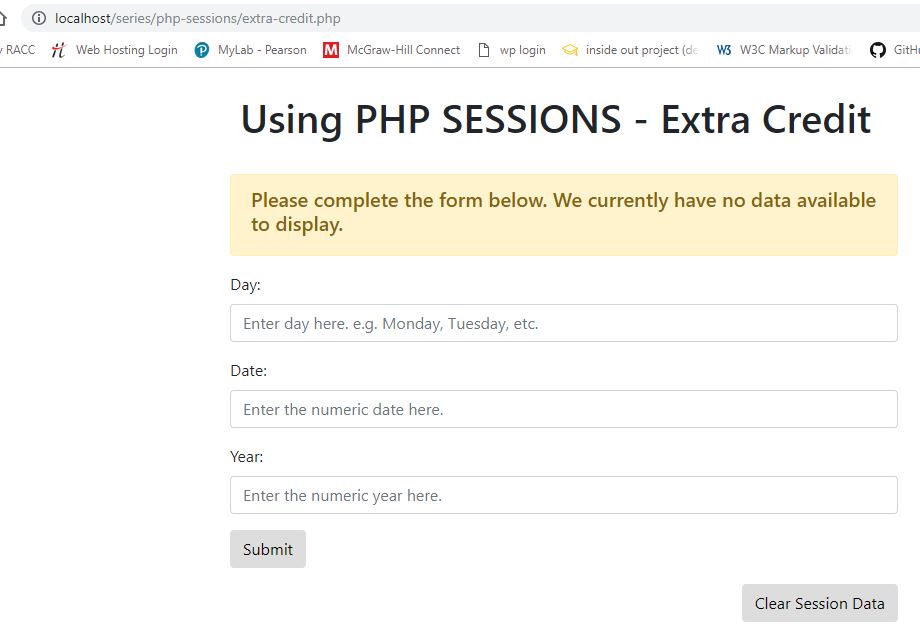 localhost/series/php-sessions/extra-credit.php
RACC Web Hosting Login MyLab - Pearson M McGraw-Hill Connect wp login inside out project (de W3 W3C Markup Validati GitH
Using PHP SESSIONS - Extra Credit
Please complete the form below. We currently have no data available
to display.
Day:
Enter day here. e.g. Monday, Tuesday, etc.
Date:
Enter the numeric date here.
Year:
Enter the numeric year here.
Submit
Clear Session Data